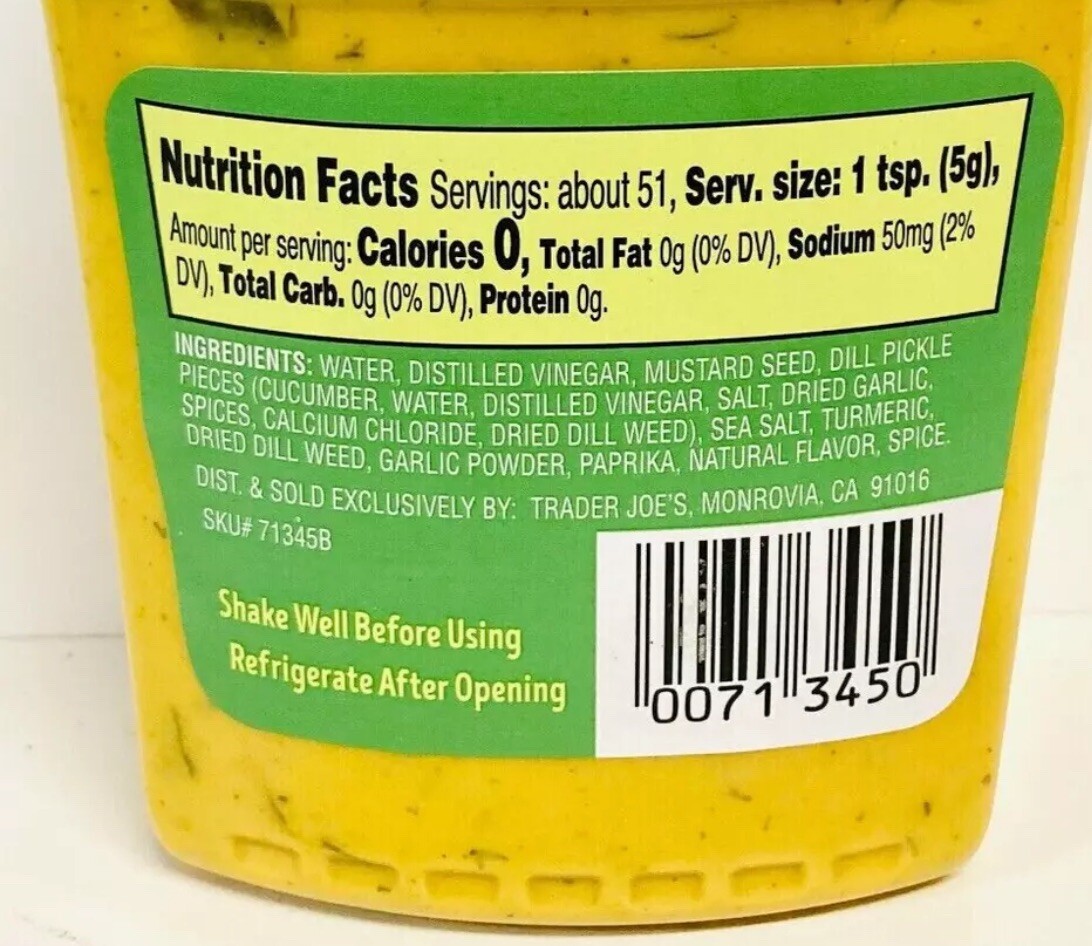 Nutrition Facts Servings: about 51, Serv. size: 1 tsp. (5g),
Amount per serving: Calories 0, Total Fat 0g (0% DV), Sodium 50mg (2%
DV), Total Carb. 0g (0% DV), Protein 0g.
INGREDIENTS: WATER, DISTILLED VINEGAR, MUSTARD SEED, DILL PICKLE
PIECES (CUCUMBER, WATER, DISTILLED VINEGAR, SALT, DRIED GARLIC,
SPICES, CALCIUM CHLORIDE, DRIED DILL WEED), SEA SALT, TURMERIC,
DRIED DILL WEED, GARLIC POWDER, PAPRIKA, NATURAL FLAVOR, SPICE.
DIST. & SOLD EXCLUSIVELY BY: TRADER JOE'S, MONROVIA, CA 91016
SKU# 71345B
Shake Well Before Using
Refrigerate After Opening
0071 3450